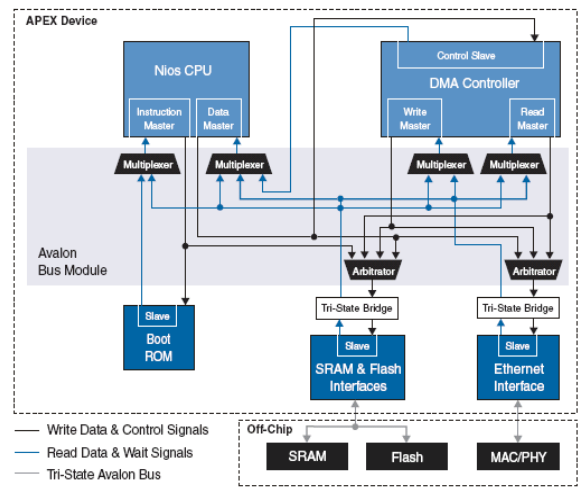 APEX Device
Control Slave
Nios CPU
DMA Controller
Instruction
Master
Data
Master
Write
Master
Read
Master
Multiplexer
Multiplexer
Multiplexer
Multiplexer
Avalon
Bus Module
Arbitrator
Arbitrator
Tri-State Bridge
Tri-State Bridge
Slave
Boot
ROM
Slave
SRAM & Flash
Interfaces
Slave
Ethernet
Interface
Write Data & Control Signals
Read Data & Wait Signals
Tri-State Avalon Bus
Off-Chip
SRAM
Flash
MAC/PHY